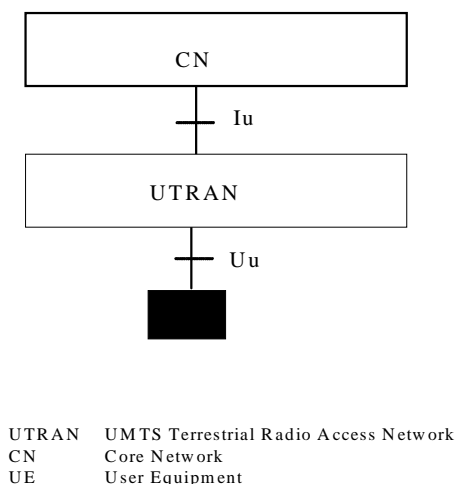 CN
Iu
UTRAN
Uu
UTRAN UMTS Terrestrial Radio Access Network
CN Core Network
UE User Equipment